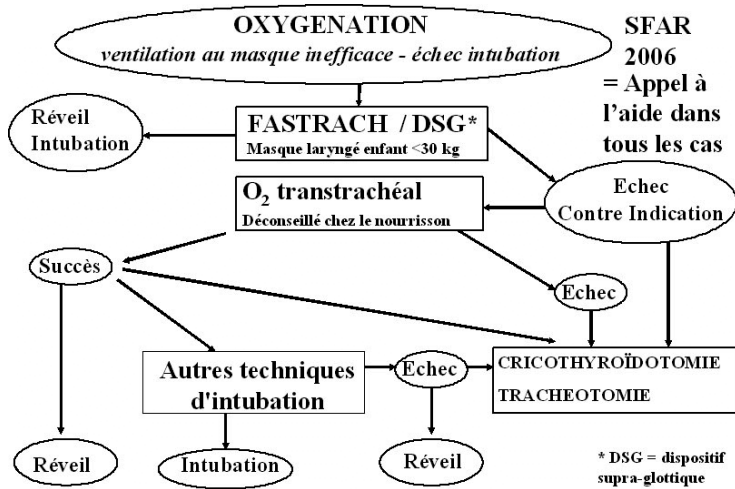 OXYGENATION
ventilation au masque inefficace - échec intubation
SFAR
2006
= Appel à
l'aide dans
tous les cas
Réveil
Intubation
FASTRACH / DSG*
Masque laryngé enfant <30 kg
O₂ transtrachéal
Déconseillé chez le nourrisson
Echec
Contre Indication
Succès
Echec
Autres techniques
d'intubation
Echec
CRICOTHYROÏDOTOMIE
TRACHEOTOMIE
Réveil
Intubation
Réveil
* DSG = dispositif
supra-glottique